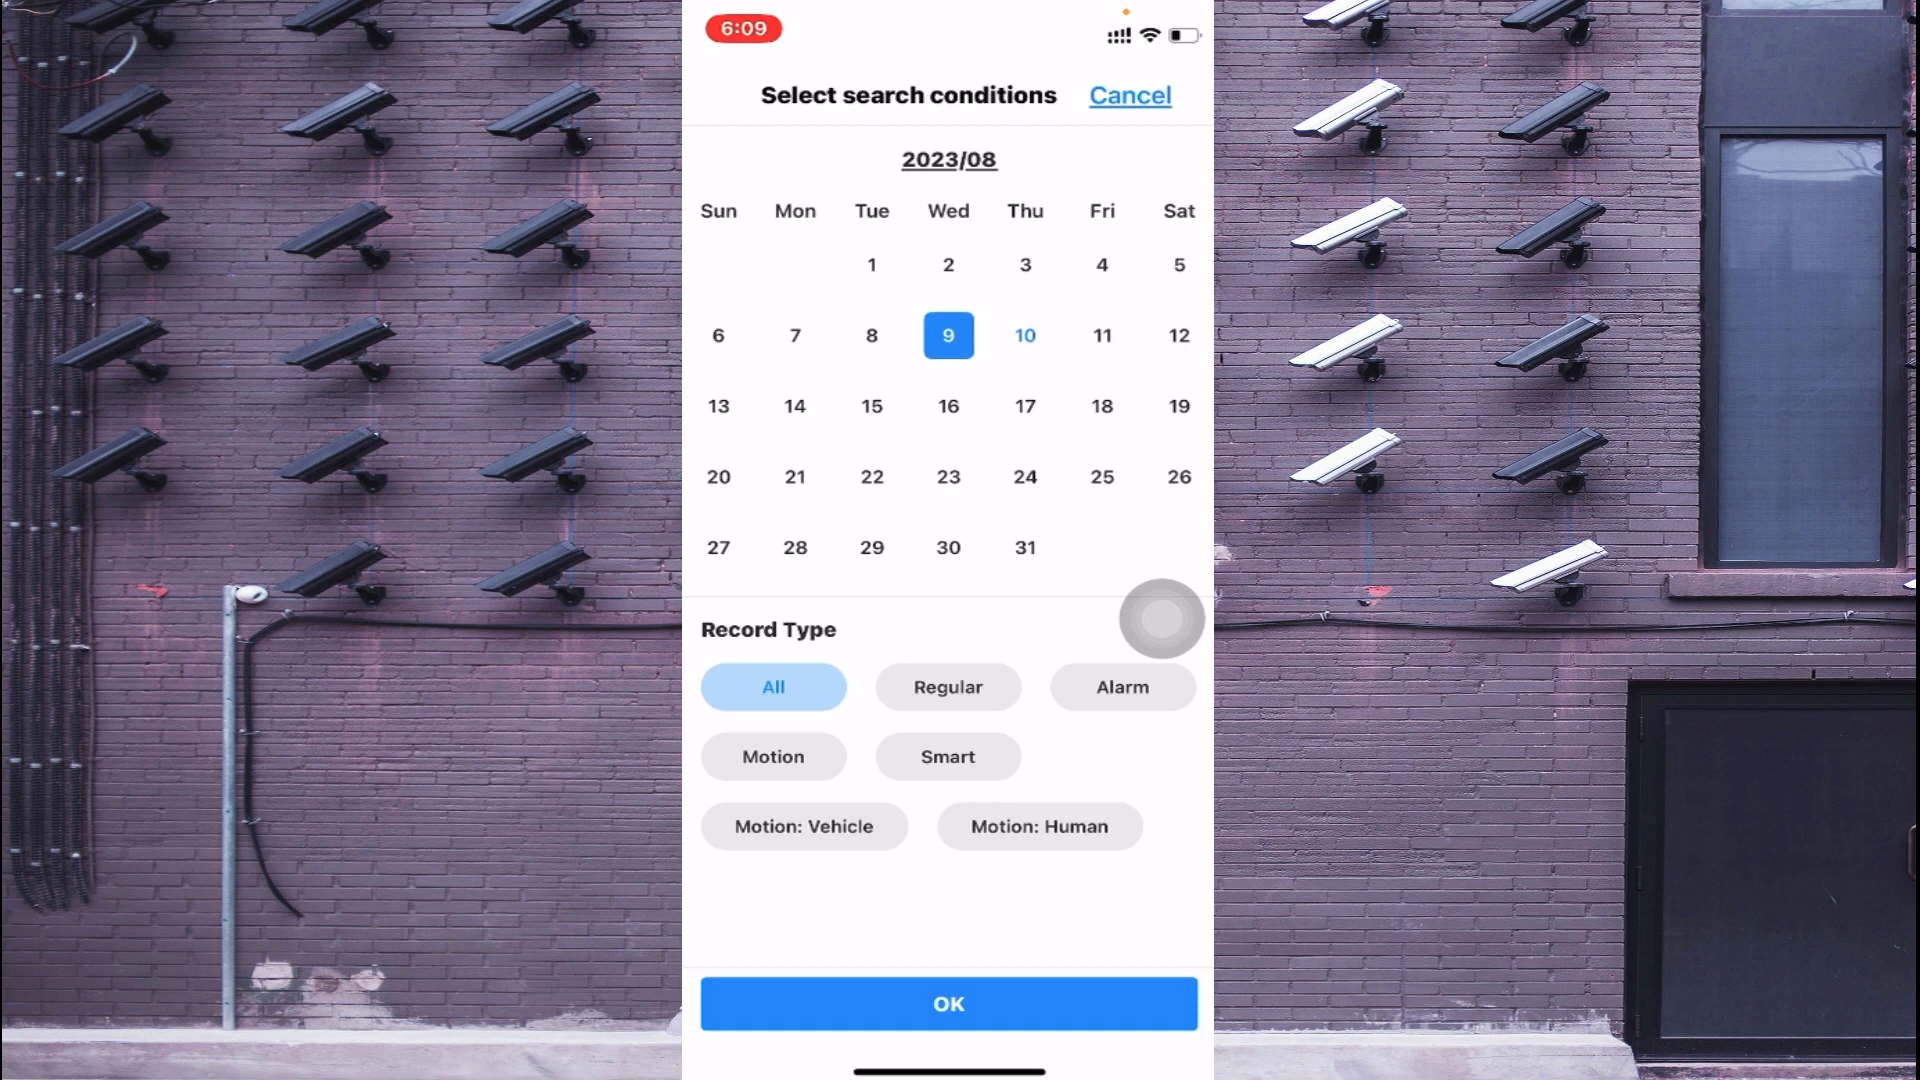 6:09
Select search conditions Cancel
2023/08
Sun Mon Tue Wed Thu Fri Sat
1 2 3 4 5
6 7 8 9 10 11 12
13 14 15 16 17 18 19
20 21 22 23 24 25 26
27 28 29 30 31
Record Type
All Regular Alarm
Motion Smart
Motion: Vehicle Motion: Human
OK